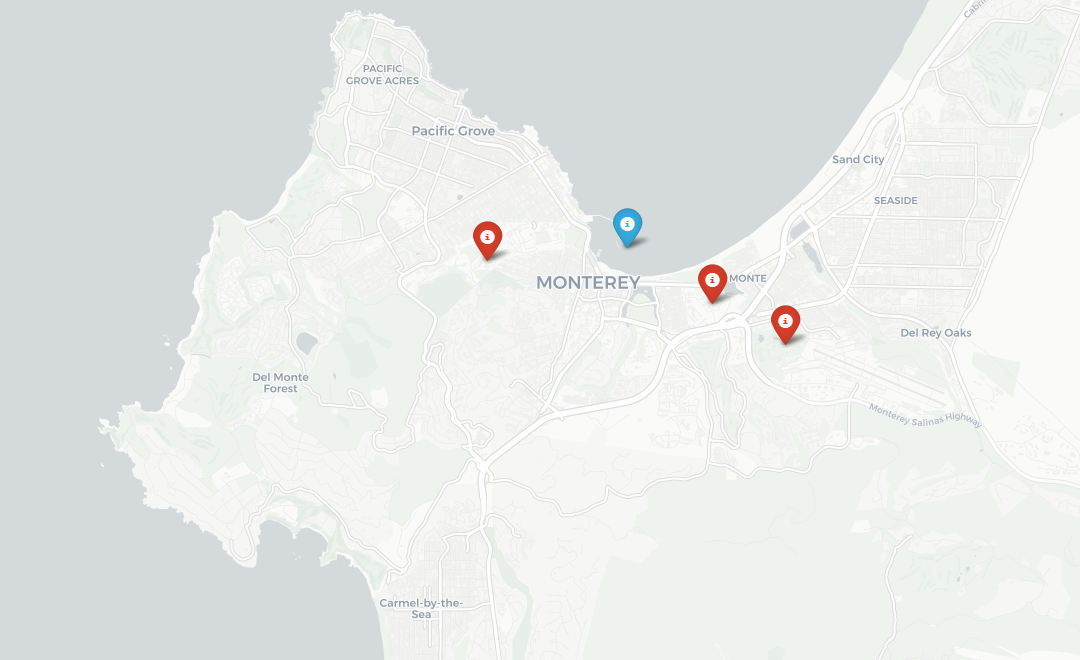 Cabri
PACIFIC
GROVE ACRES
Pacific Grove
Sand City
SEASIDE
MONTEREY
MONTE
Del Rey Oaks
Del Monte
Forest
Monterey Salinas Highway
Carmel-by-the-
Sea